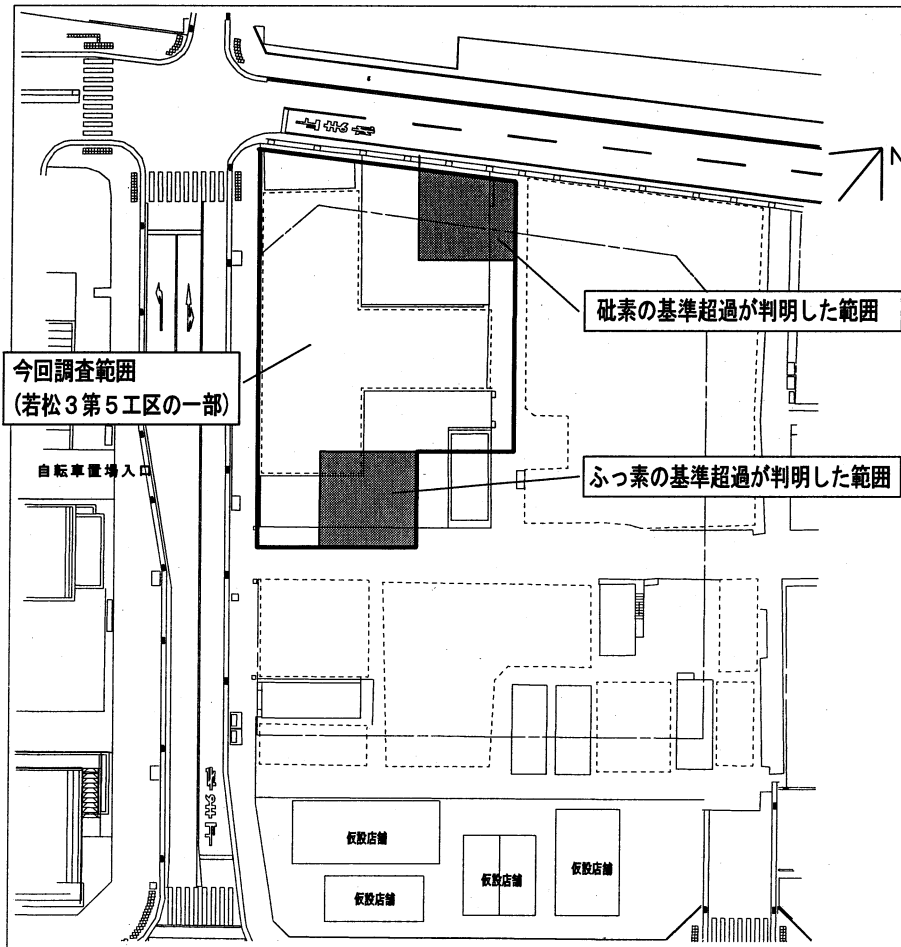 N
砒素の基準超過が判明した範囲
今回調査範囲
(若松3第5工区の一部)
自転車置場入口
ふっ素の基準超過が判明した範囲
仮設店舗
仮設店舗
仮設店舗
仮設店舗